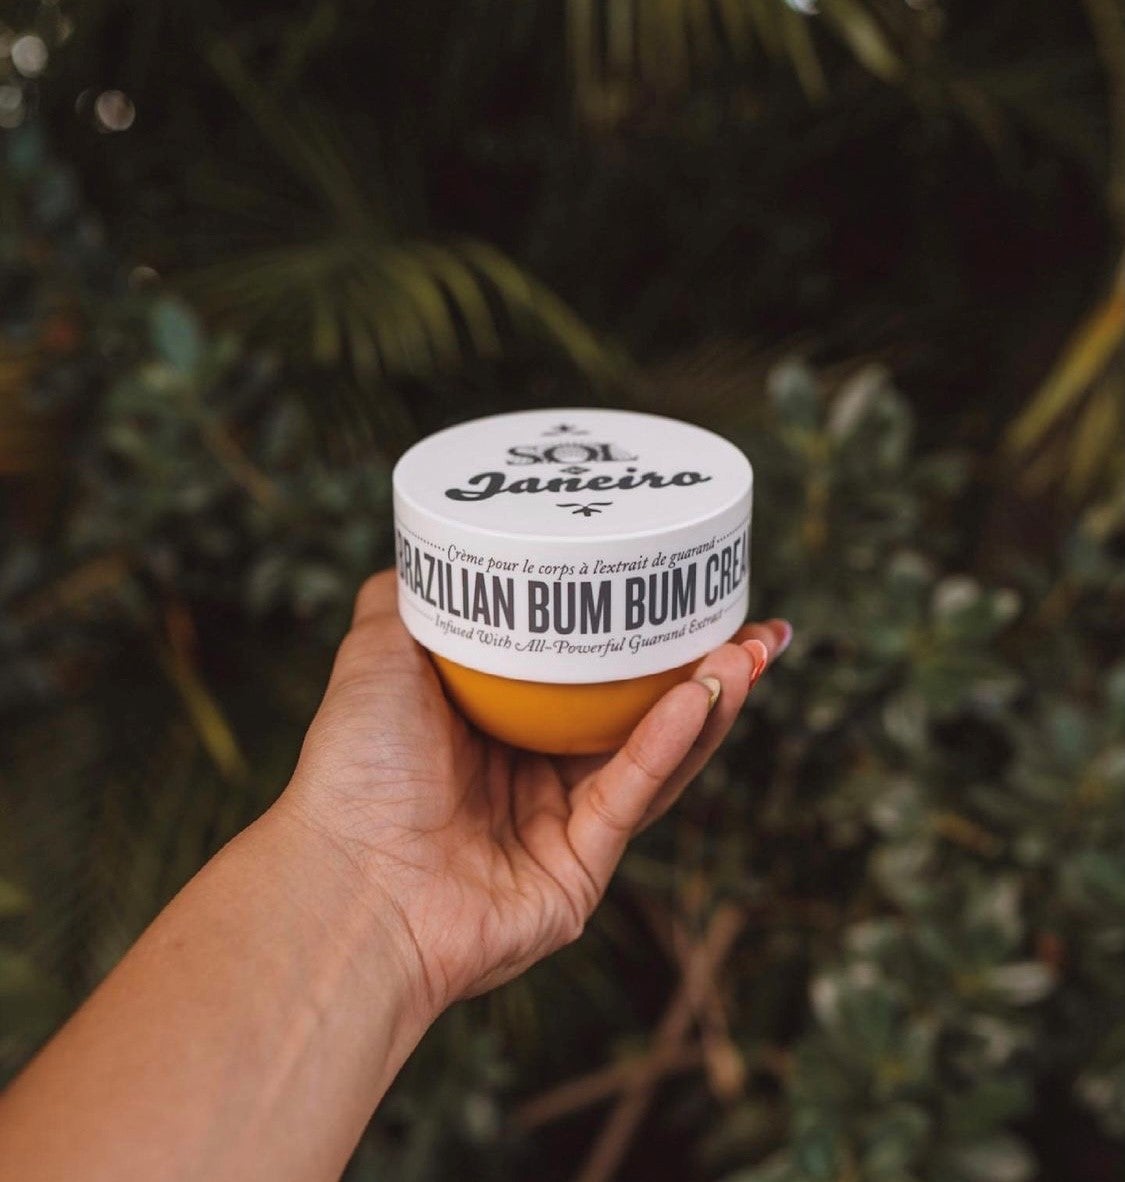 SOL
Janeiro
Crème pour le corps à l'extrait de guaraná
BRAZILIAN BUM BUM CREA
Infused With All-Powerful Guaraná Extract